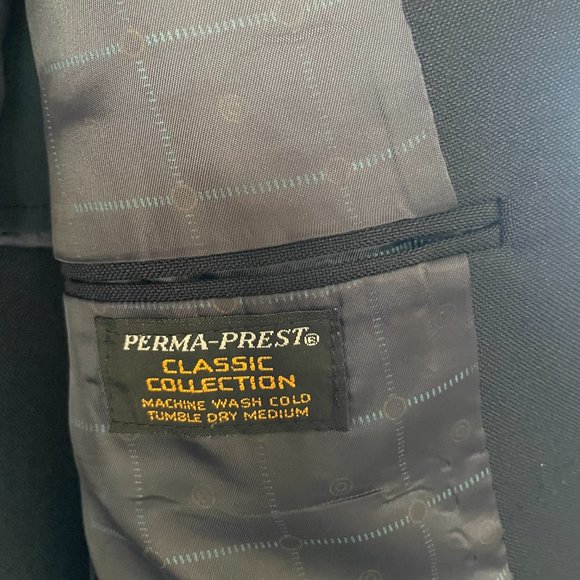 PERMA-PREST®
CLASSIC
COLLECTION
MACHINE WASH COLD
TUMBLE DRY MEDIUM